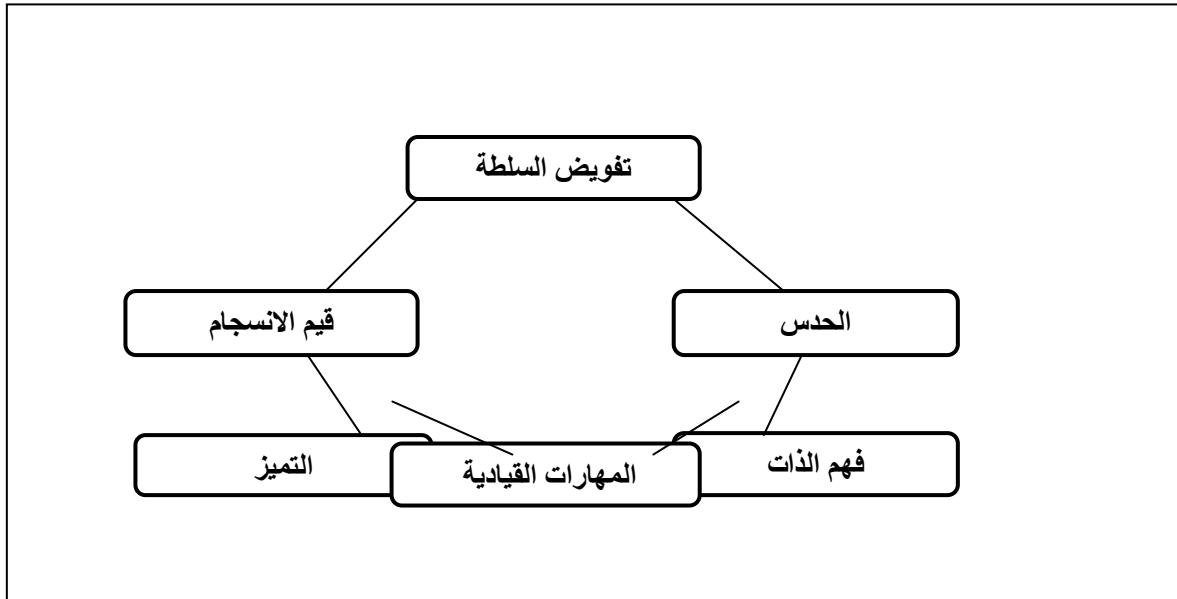 تفويض السلطة
الحدس
قيم الانسجام
فهم الذات
المهارات القيادية
التميز